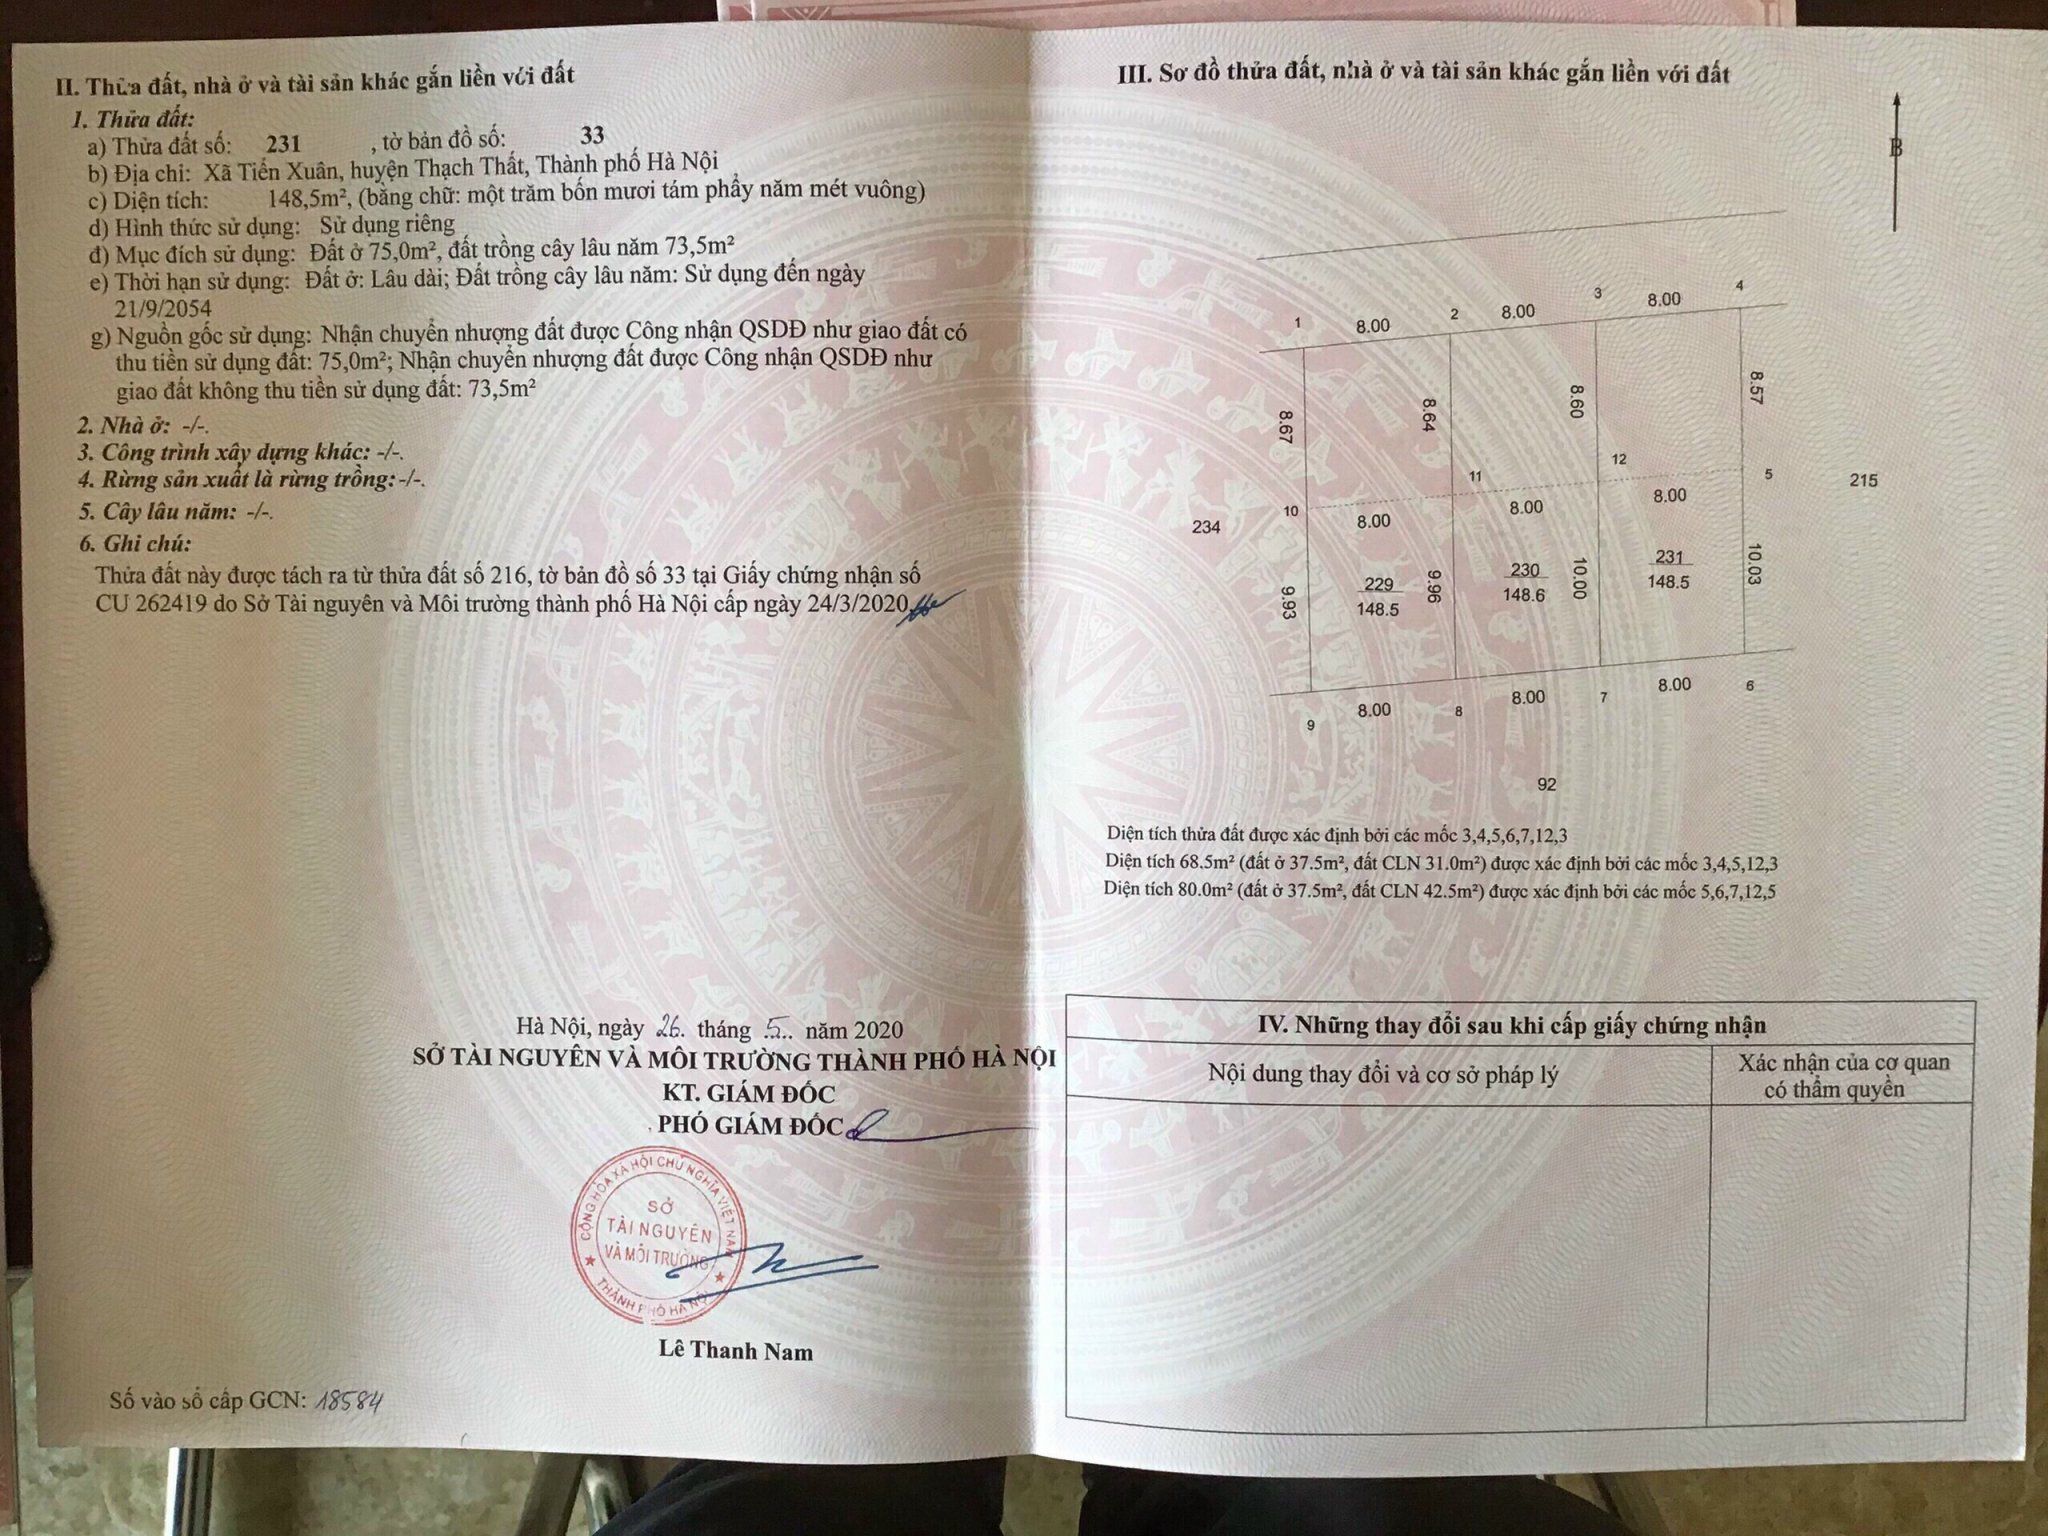 II. Thửa đất, nhà ở và tài sản khác gắn liền với đất
1. Thửa đất:
a) Thửa đất số: 231 , tờ bản đồ số: 33
b) Địa chỉ: Xã Tiến Xuân, huyện Thạch Thất, Thành phố Hà Nội
c) Diện tích: 148,5m², (bằng chữ: một trăm bốn mươi tám phẩy năm mét vuông)
d) Hình thức sử dụng: Sử dụng riêng
đ) Mục đích sử dụng: Đất ở 75,0m², đất trồng cây lâu năm 73,5m²
e) Thời hạn sử dụng: Đất ở: Lâu dài; Đất trồng cây lâu năm: Sử dụng đến ngày
21/9/2054
g) Nguồn gốc sử dụng: Nhận chuyển nhượng đất được Công nhận QSDĐ như giao đất có
thu tiền sử dụng đất: 75,0m²; Nhận chuyển nhượng đất được Công nhận QSDĐ như
giao đất không thu tiền sử dụng đất: 73,5m²
2. Nhà ở: -/-.
3. Công trình xây dựng khác: -/-.
4. Rừng sản xuất là rừng trồng: -/-.
5. Cây lâu năm: -/-.
6. Ghi chú:
Thửa đất này được tách ra từ thửa đất số 216, tờ bản đồ số 33 tại Giấy chứng nhận số
CU 262419 do Sở Tài nguyên và Môi trường thành phố Hà Nội cấp ngày 24/3/2020
Hà Nội, ngày 26. tháng .5.. năm 2020
SỞ TÀI NGUYÊN VÀ MÔI TRƯỜNG THÀNH PHỐ HÀ NỘI
KT. GIÁM ĐỐC
PHÓ GIÁM ĐỐC
CỘNG HÒA XÃ HỘI CHỦ NGHĨA VIỆT NAM
SỞ
TÀI NGUYÊN
VÀ MÔI TRƯỜNG
THÀNH PHỐ HÀ NỘI
Lê Thanh Nam
Số vào sổ cấp GCN: 18584
III. Sơ đồ thửa đất, nhà ở và tài sản khác gắn liền với đất
B
1 8.00 2 8.00 3 8.00 4
8.67 8.64 8.60 8.57
10 11 12 5
8.00 8.00 8.00
234 215
9.93 9.96 10.00 10.03
229 230 231
148.5 148.6 148.5
9 8.00 8 8.00 7 8.00 6
92
Diện tích thửa đất được xác định bởi các mốc 3,4,5,6,7,12,3
Diện tích 68.5m² (đất ở 37.5m², đất CLN 31.0m²) được xác định bởi các mốc 3,4,5,12,3
Diện tích 80.0m² (đất ở 37.5m², đất CLN 42.5m²) được xác định bởi các mốc 5,6,7,12,5
IV. Những thay đổi sau khi cấp giấy chứng nhận
Nội dung thay đổi và cơ sở pháp lý
Xác nhận của cơ quan
có thẩm quyền